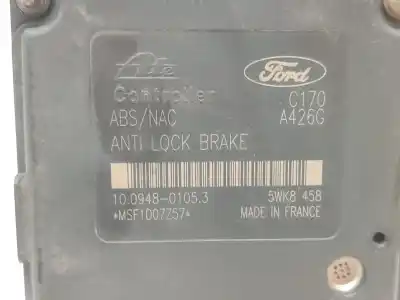 Ate Ford
Controller C170
ABS/NAC A426G
ANTI LOCK BRAKE
10.0948-0105.3 5WK8 458
*MSF1D07Z57* MADE IN FRANCE